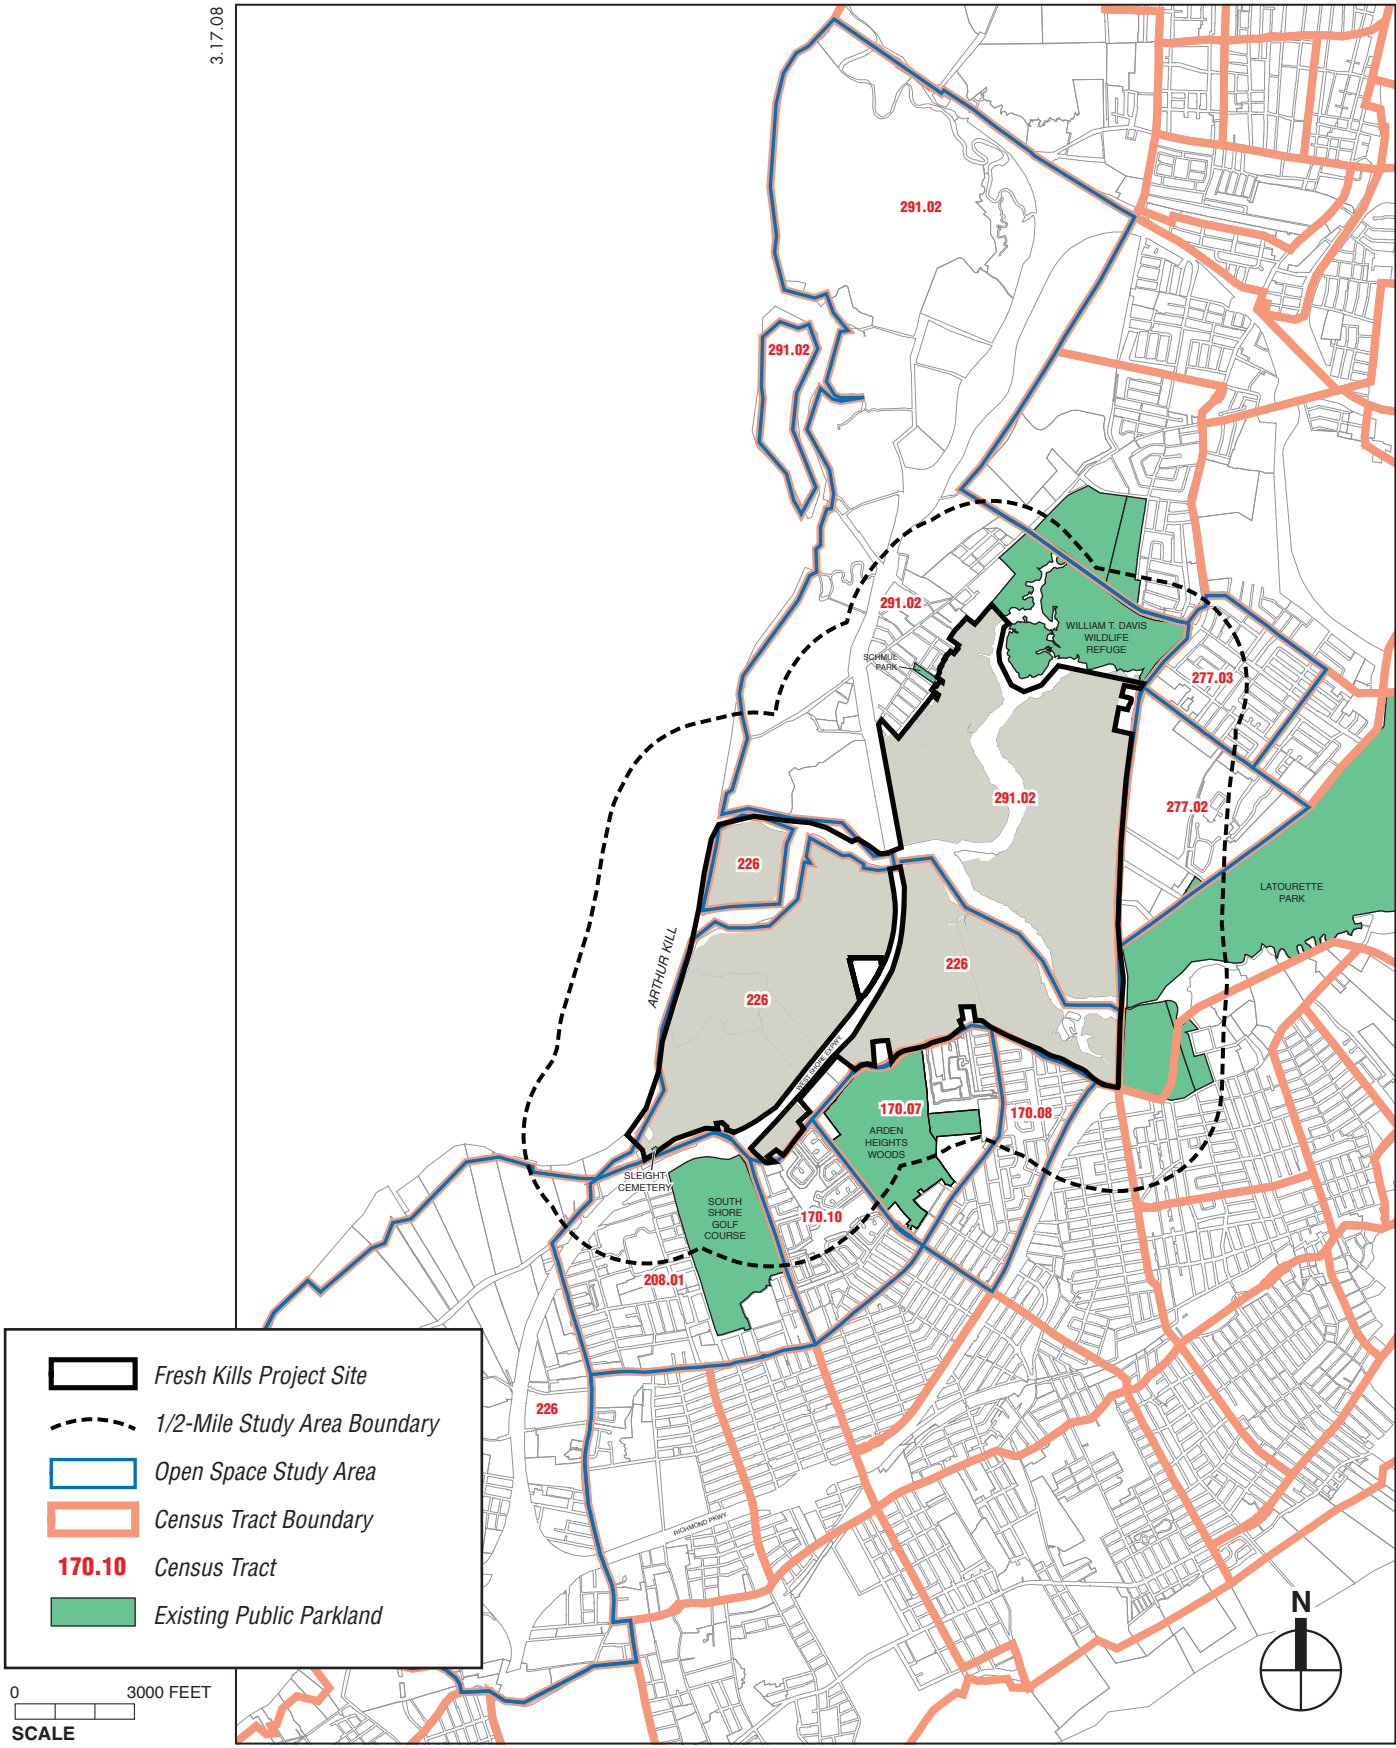 3.17.08
291.02
291.02
291.02
WILLIAM T. DAVIS
WILDLIFE
REFUGE
SCHMUL
PARK
277.03
291.02
277.02
226
LATOURETTE
PARK
ARTHUR KILL
226
226
WEST SHORE EXPWY.
170.07
170.08
ARDEN
HEIGHTS
WOODS
SLEIGHT
CEMETERY
SOUTH
SHORE
GOLF
COURSE
170.10
208.01
226
RICHMOND PKWY.
Fresh Kills Project Site
1/2-Mile Study Area Boundary
Open Space Study Area
Census Tract Boundary
170.10 Census Tract
Existing Public Parkland
N
0 3000 FEET
SCALE